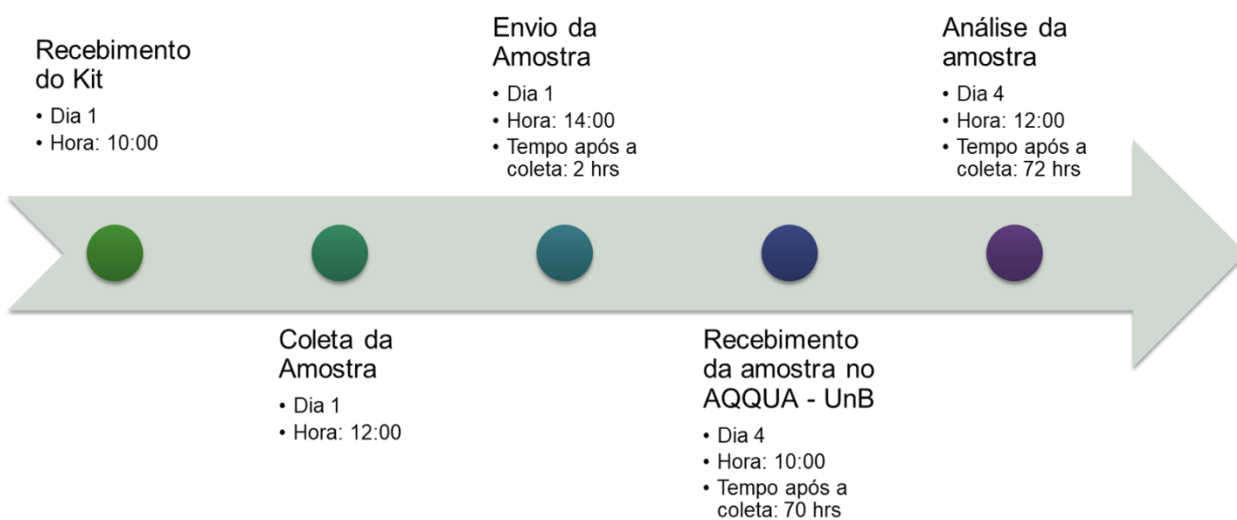 Recebimento
do Kit
• Dia 1
• Hora: 10:00
Coleta da
Amostra
• Dia 1
• Hora: 12:00
Envio da
Amostra
• Dia 1
• Hora: 14:00
• Tempo após a
coleta: 2 hrs
Recebimento
da amostra no
AQQUA - UnB
• Dia 4
• Hora: 10:00
• Tempo após a
coleta: 70 hrs
Análise da
amostra
• Dia 4
• Hora: 12:00
• Tempo após a
coleta: 72 hrs